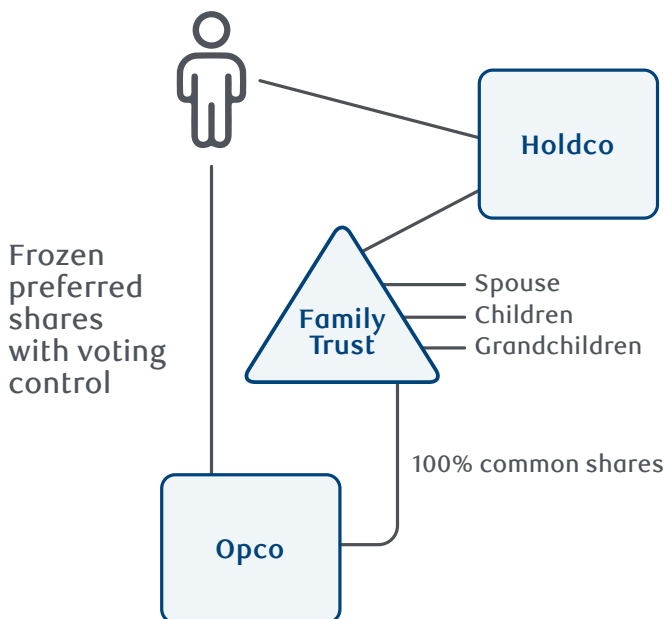 Holdco
Frozen
preferred
shares
with voting
control
Family
Trust
Spouse
Children
Grandchildren
100% common shares
Opco